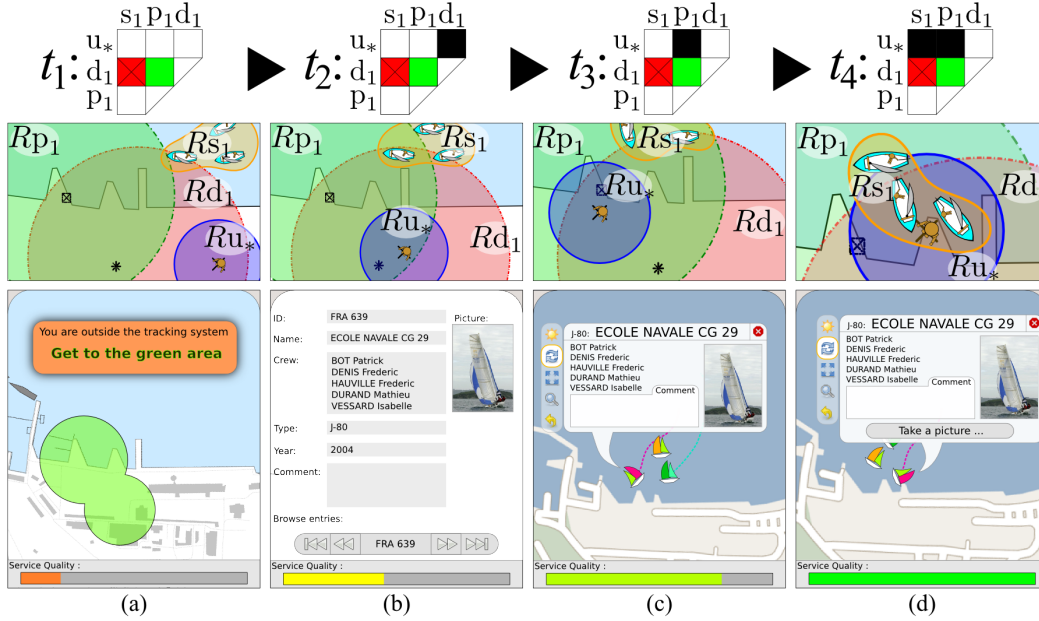 s₁ p₁ d₁
s₁ p₁ d₁
s₁ p₁ d₁
s₁ p₁ d₁
t₁:
u*
d₁
p₁
t₂:
u*
d₁
p₁
t₃:
u*
d₁
p₁
t₄:
u*
d₁
p₁
Rp₁
Rs₁
Rd₁
Ru*
Rp₁
Rs₁
Ru*
Rd₁
Rs₁
Ru*
Rd₁
Rp₁
Rs₁
Rd
Ru*
You are outside the tracking system
Get to the green area
Service Quality :
ID: FRA 639
Picture:
Name: ECOLE NAVALE CG 29
Crew: BOT Patrick
DENIS Frederic
HAUVILLE Frederic
DURAND Mathieu
VESSARD Isabelle
Type: J-80
Year: 2004
Comment:
Browse entries:
FRA 639
Service Quality :
J-80: ECOLE NAVALE CG 29
BOT Patrick
DENIS Frederic
HAUVILLE Frederic
DURAND Mathieu
VESSARD Isabelle
Comment
Service Quality :
J-80: ECOLE NAVALE CG 29
BOT Patrick
DENIS Frederic
HAUVILLE Frederic
DURAND Mathieu
VESSARD Isabelle
Comment
Take a picture ...
Service Quality :
(a)
(b)
(c)
(d)